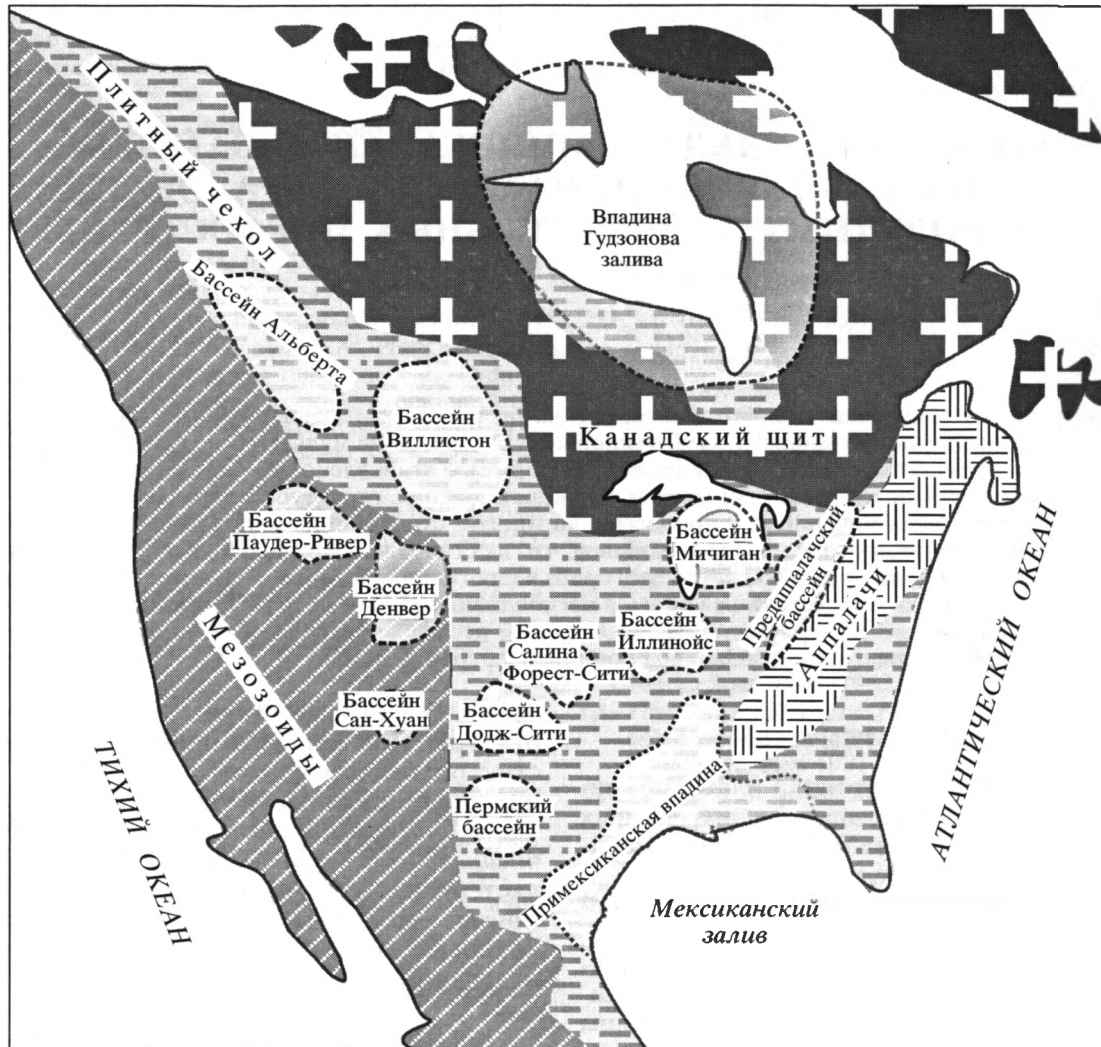 Плитный чехол
Впадина
Гудзонова
залива
Бассейн Альберта
Бассейн
Виллистон
Канадский щит
Бассейн
Паудер-Ривер
Бассейн
Мичиган
Предаппалачский
бассейн
Аппалачи
Бассейн
Денвер
Бассейн
Салина
Форест-Сити
Бассейн
Иллинойс
Мезозоиды
Бассейн
Сан-Хуан
Бассейн
Додж-Сити
Пермский
бассейн
Примексиканская впадина
ТИХИЙ ОКЕАН
АТЛАНТИЧЕСКИЙ ОКЕАН
Мексиканский
залив